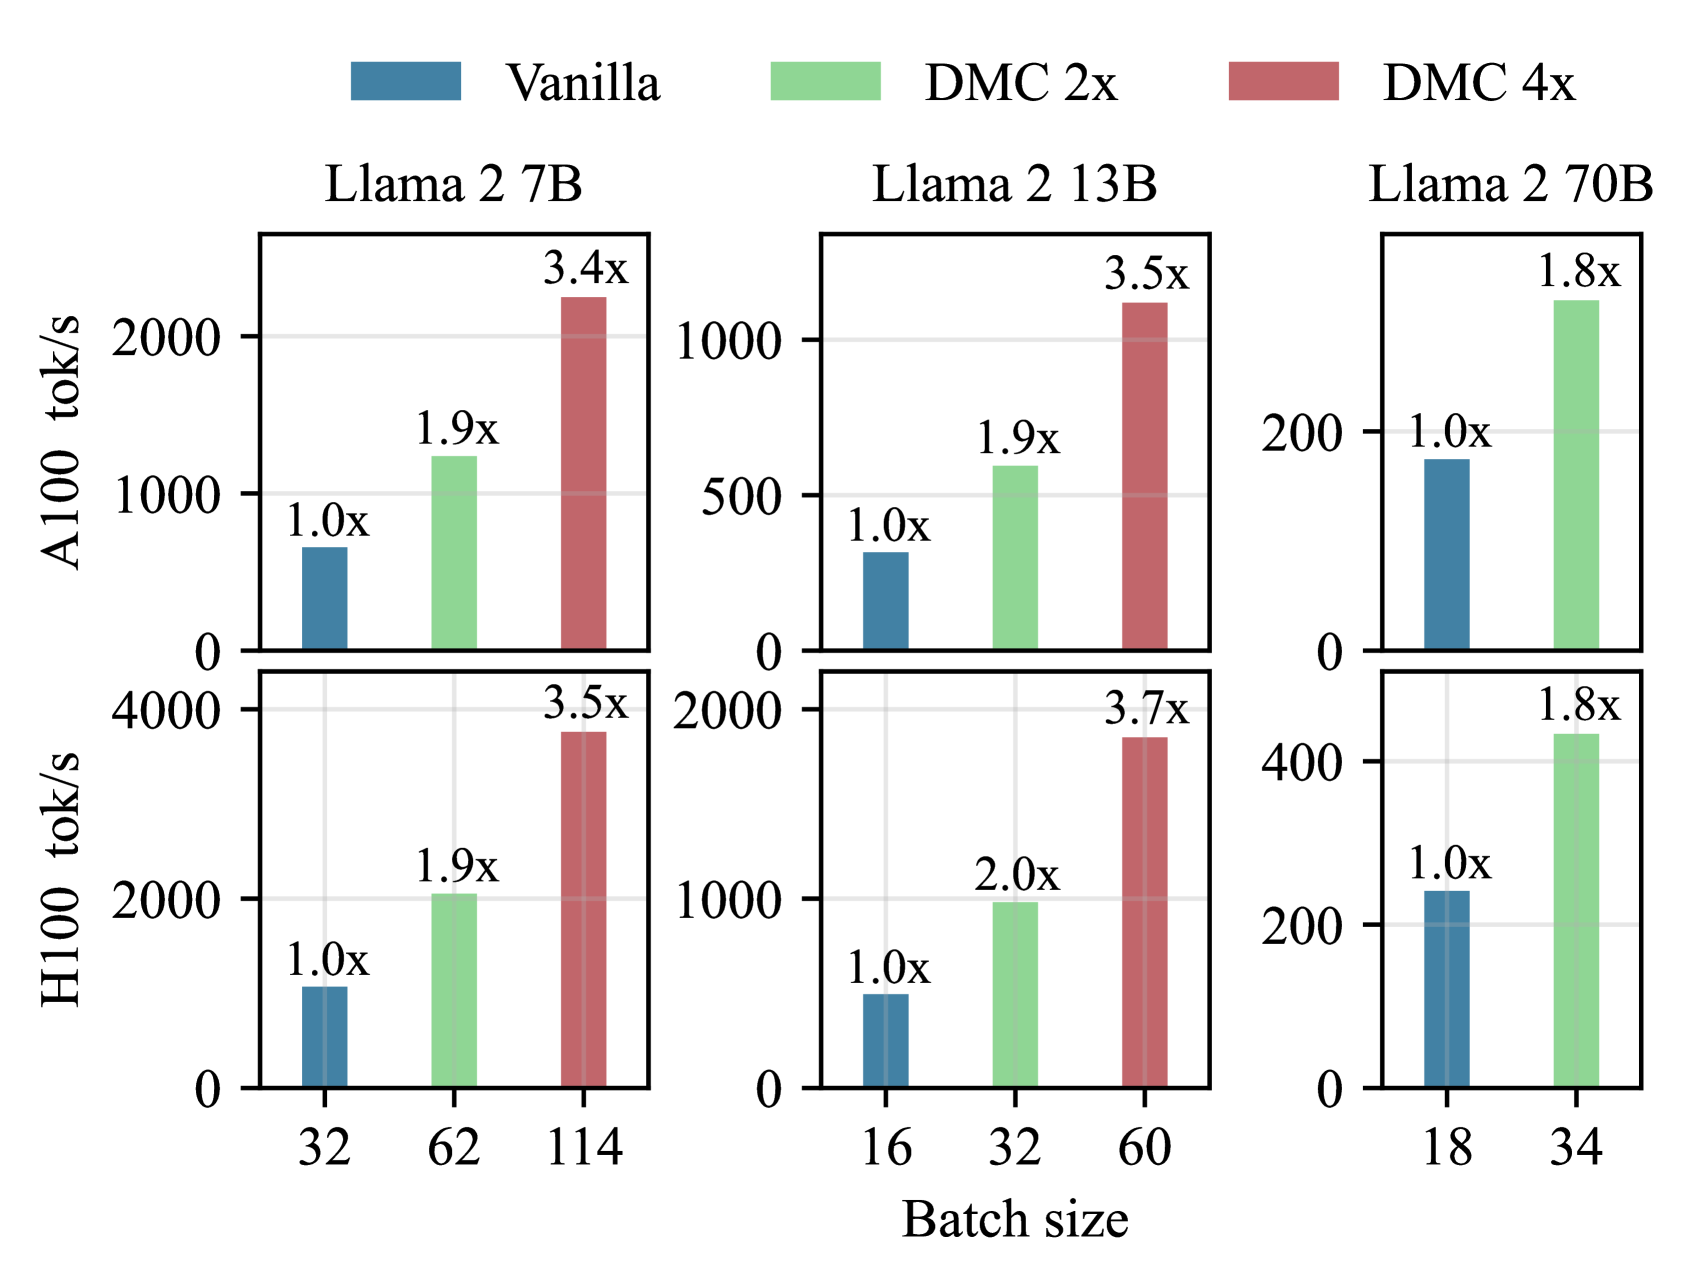 Vanilla DMC 2x DMC 4x
Llama 2 7B Llama 2 13B Llama 2 70B
A100 tok/s
2000
1000
0
1.0x 1.9x 3.4x
1000
500
0
1.0x 1.9x 3.5x
200
0
1.0x 1.8x
H100 tok/s
4000
2000
0
1.0x 1.9x 3.5x
2000
1000
0
1.0x 2.0x 3.7x
400
200
0
1.0x 1.8x
32 62 114 16 32 60 18 34
Batch size